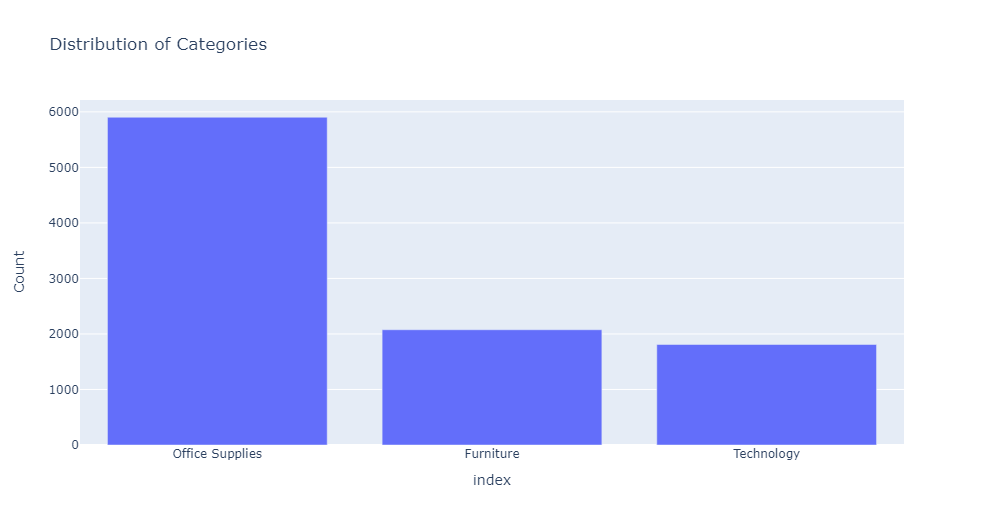 Distribution of Categories
6000
5000
4000
3000
2000
1000
0
Count
Office Supplies
Furniture
Technology
index